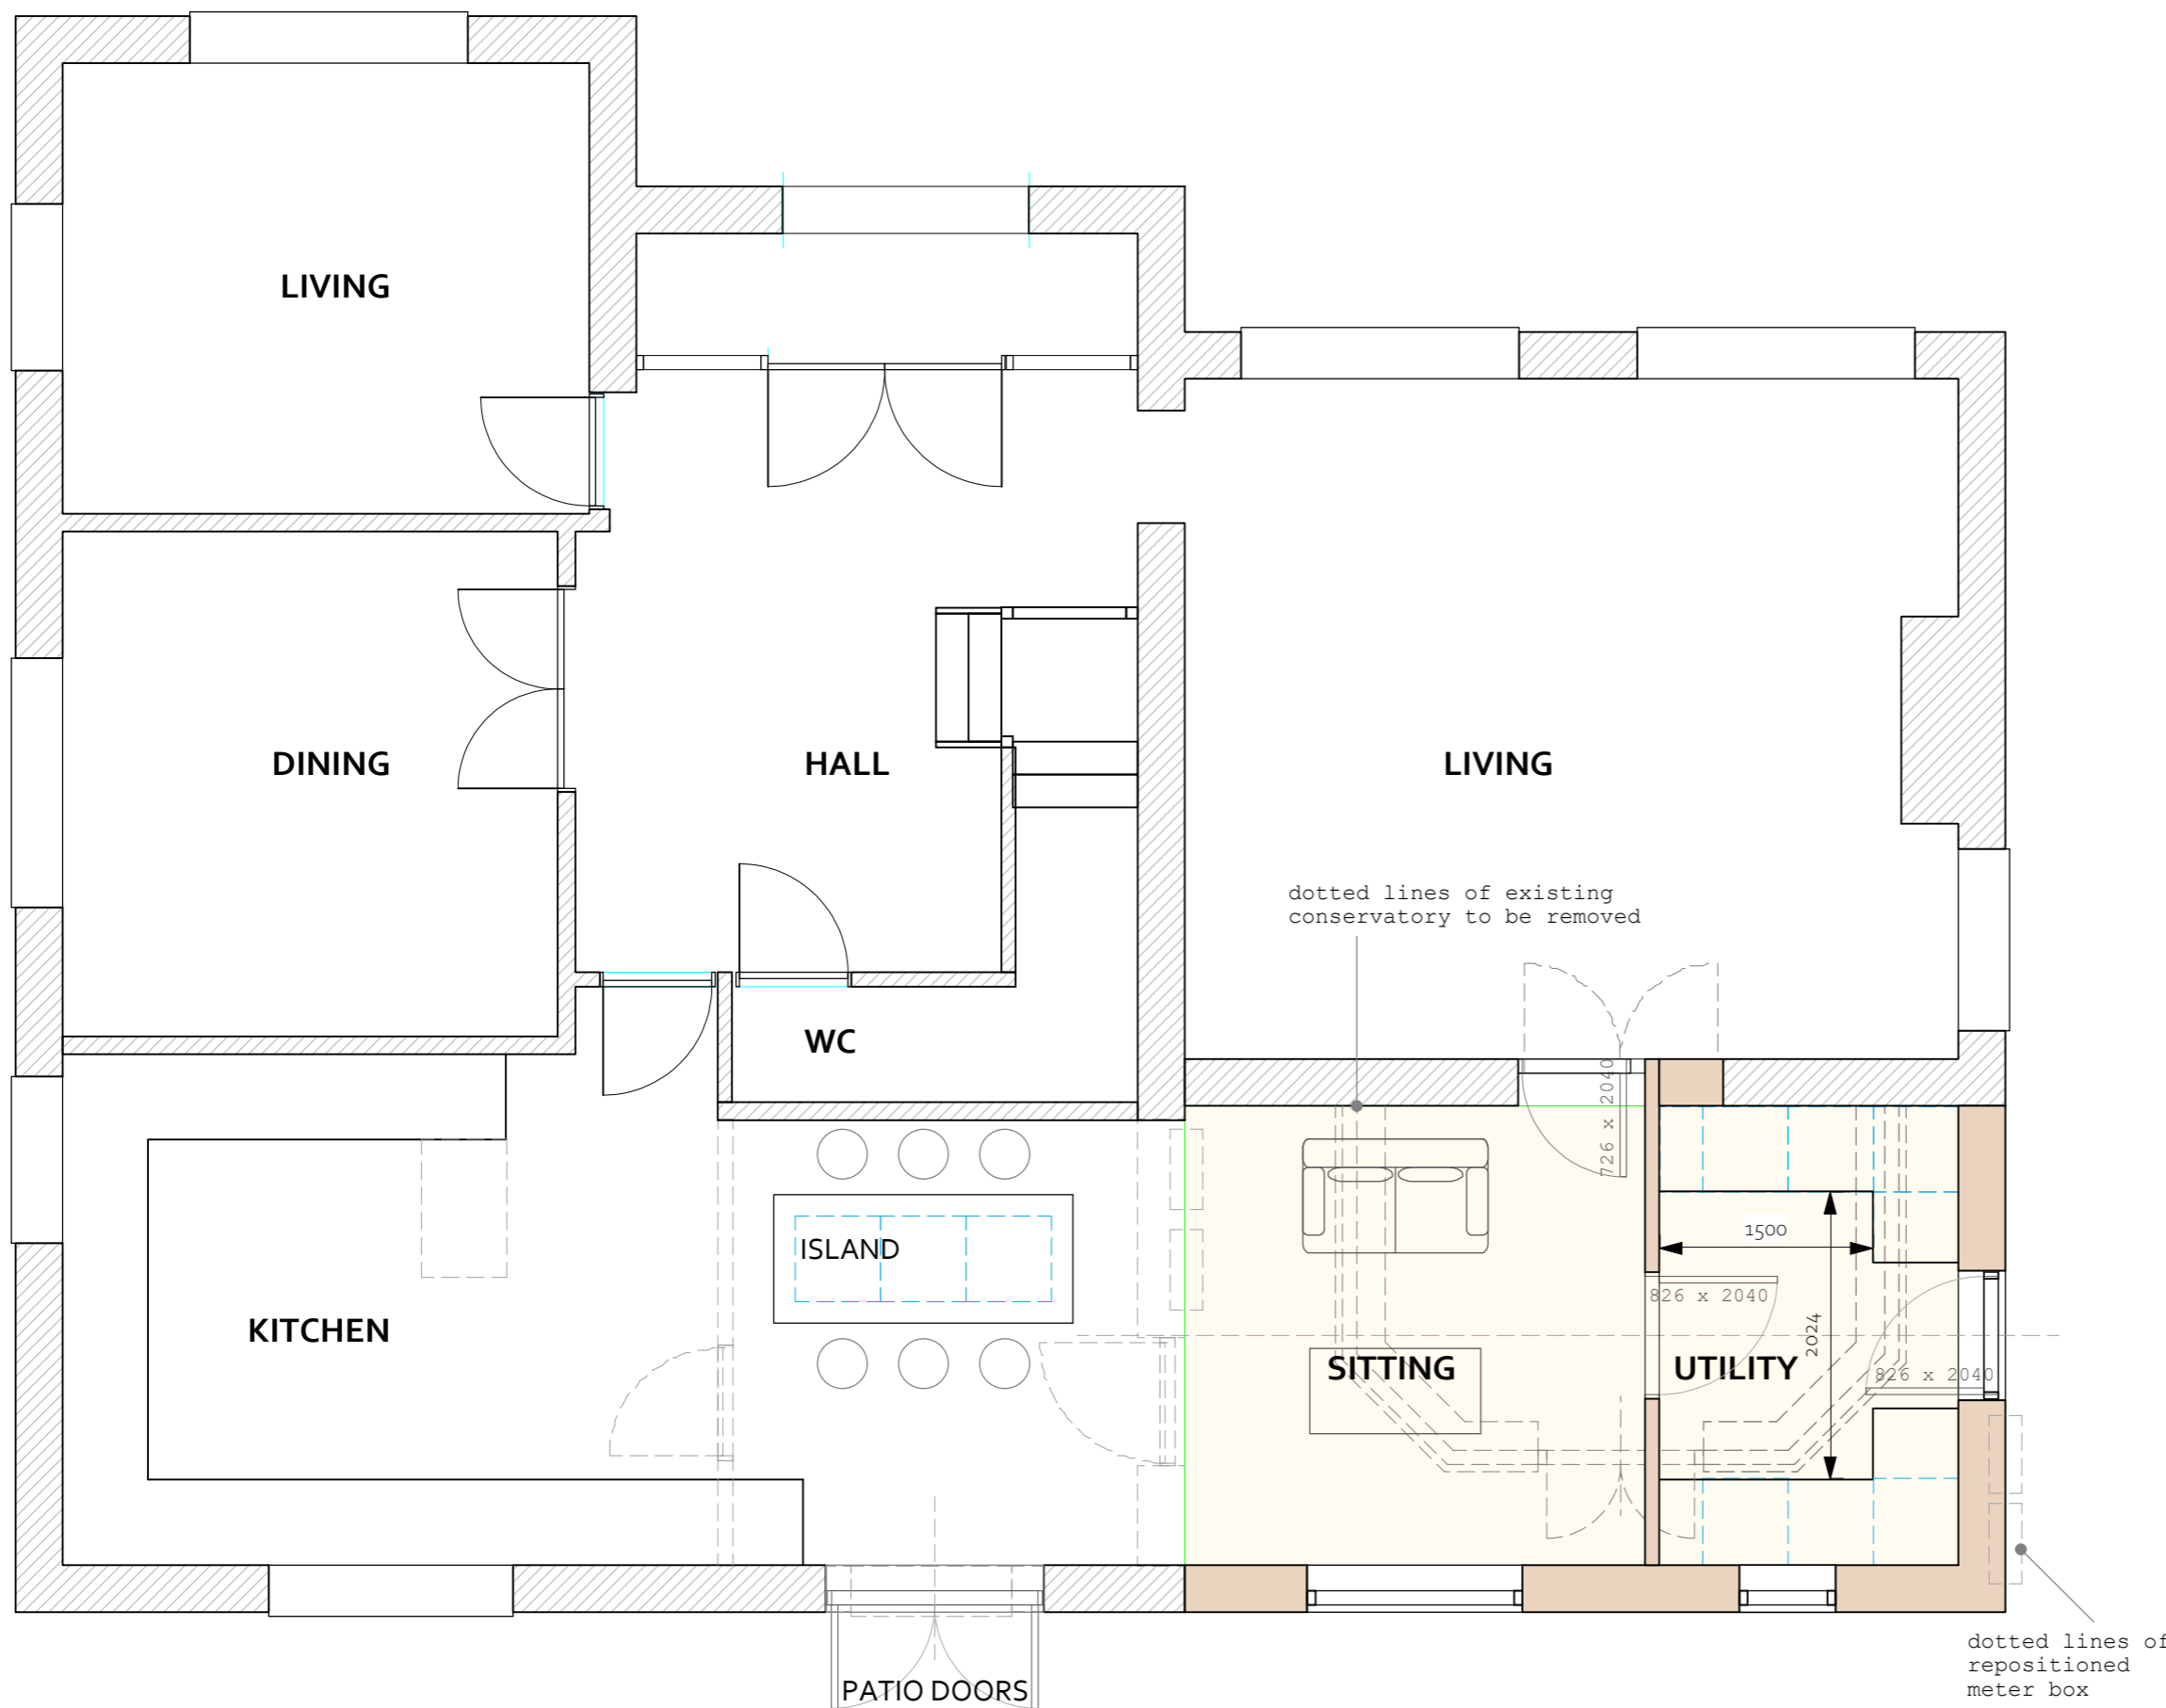 LIVING
DINING
HALL
LIVING
dotted lines of existing
conservatory to be removed
WC
726 x 2040
ISLAND
1500
KITCHEN
826 x 2040
2024
SITTING
UTILITY
826 x 2040
PATIO DOORS
dotted lines of
repositioned
meter box